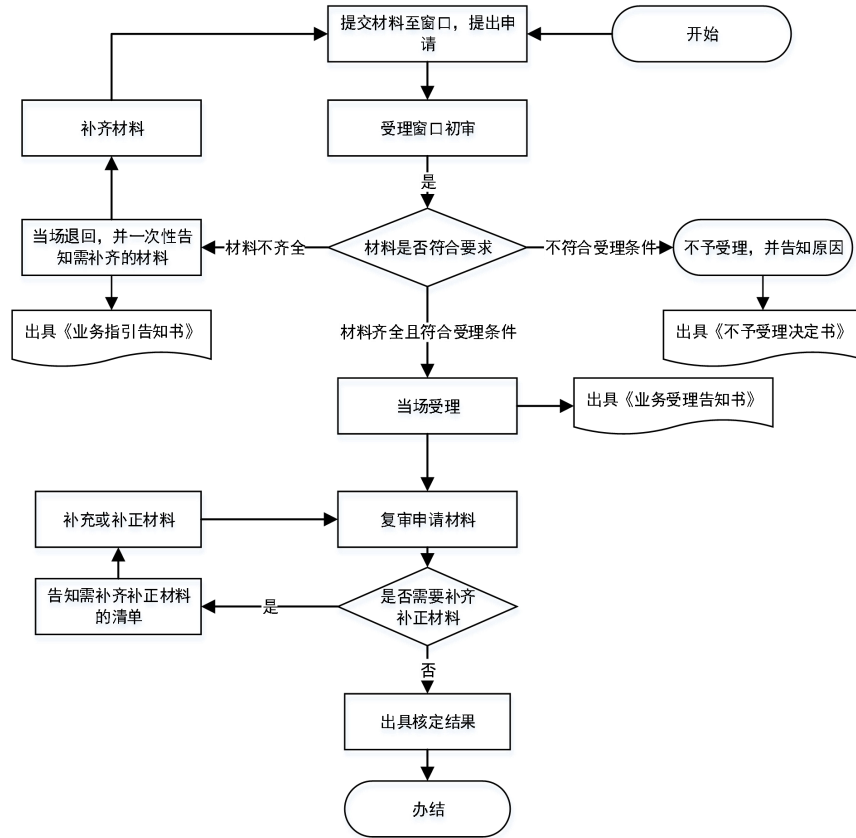 提交材料至窗口，提出申
请
开始
补齐材料
受理窗口初审
是
当场退回，并一次性告
知需补齐的材料
材料不齐全
材料是否符合要求
不符合受理条件
不予受理，并告知原因
出具《业务指引告知书》
材料齐全且符合受理条件
出具《不予受理决定书》
当场受理
出具《业务受理告知书》
补充或补正材料
复审申请材料
告知需补齐补正材料
的清单
是
是否需要补齐
补正材料
否
出具核定结果
办结